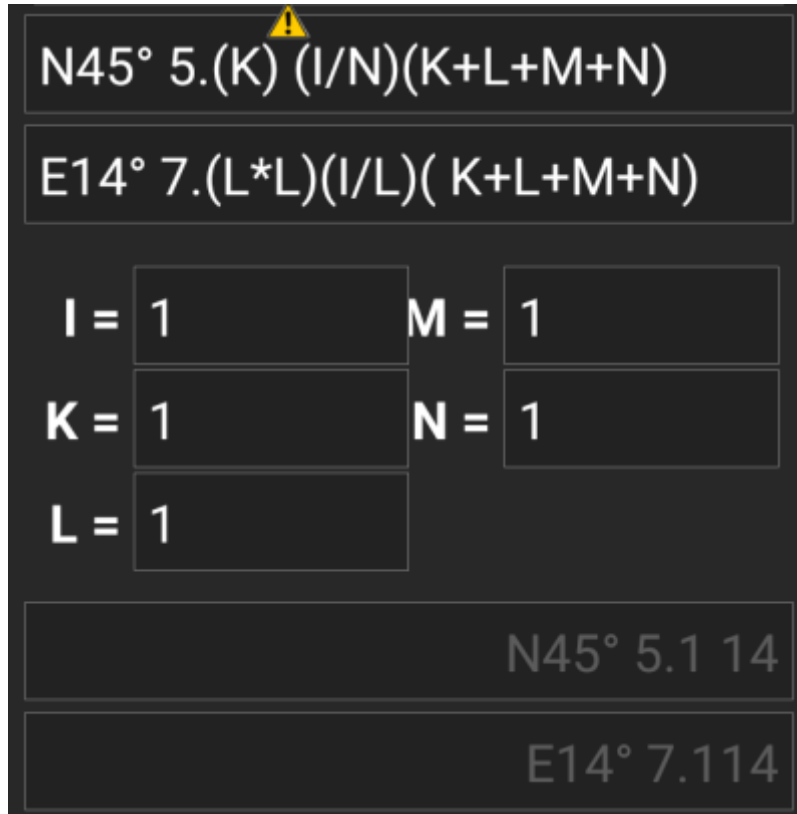 N45° 5.(K) (I/N)(K+L+M+N)
E14° 7.(L*L)(I/L)( K+L+M+N)
I = 1 M = 1
K = 1 N = 1
L = 1
N45° 5.1 14
E14° 7.114